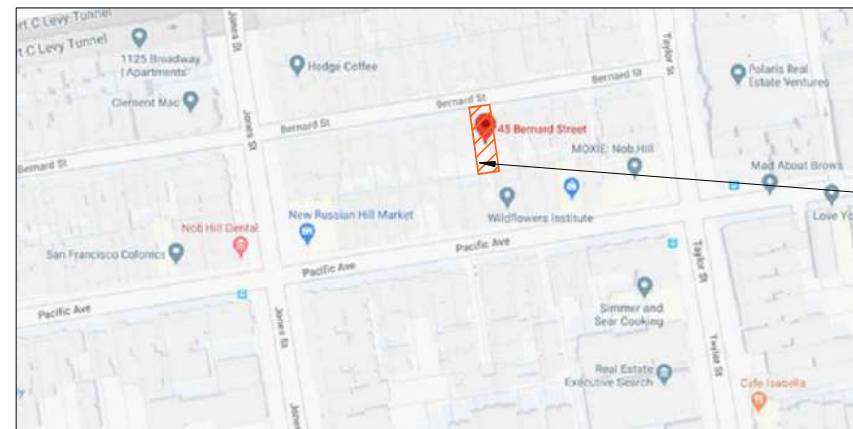 rt C Levy Tunnel
t C Levy Tunnel
Jones St
1125 Broadway
| Apartments
Hodge Coffee
Taylor St
Polaris Real
Estate Ventures
Clement Mac
Bernard St
Bernard St
Bernard St
Jones St
45 Bernard Street
MOXIE: Nob Hill
Bernard St
Mad About Brows
New Russian Hill Market
Wildflowers Institute
Love Yo
Nob Hill Dental
San Francisco Colonics
Pacific Ave
Pacific Ave
Taylor St
Pacific Ave
Simmer and
Sear Cooking
Jones St
Taylor St
Real Estate
Executive Search
Cafe Isabella
Jones